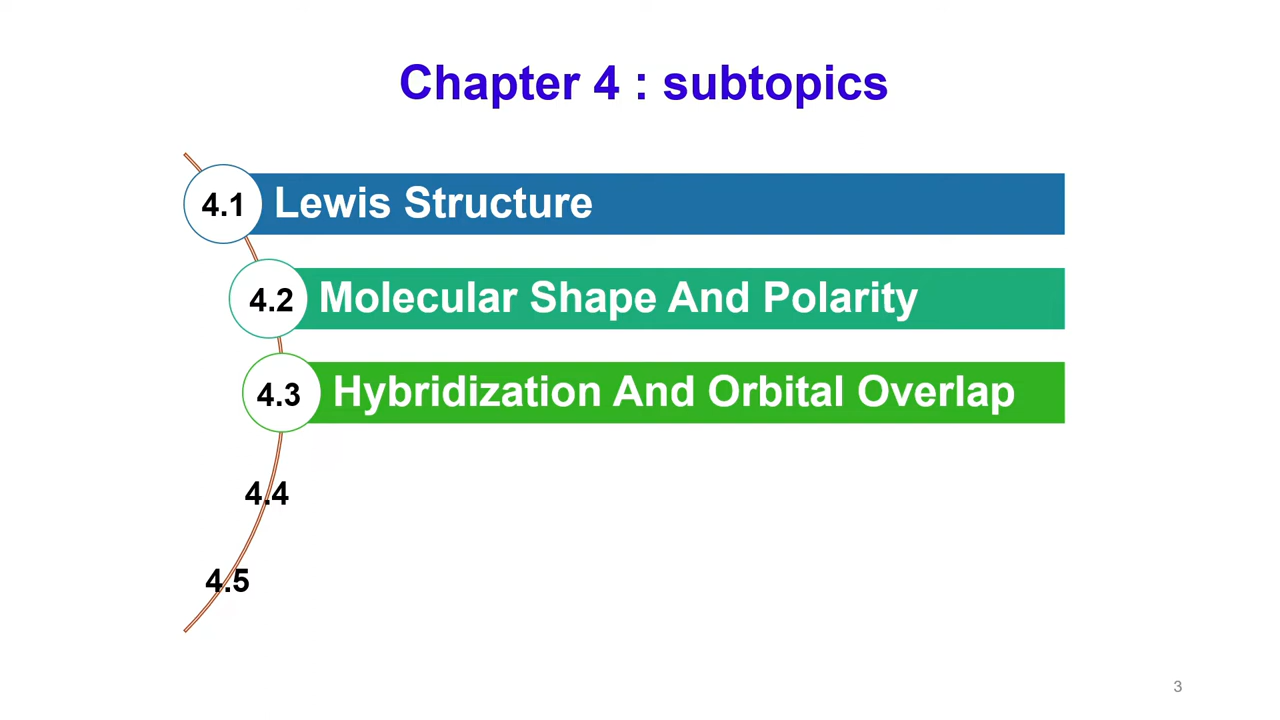 Chapter 4 : subtopics
4.1 Lewis Structure
4.2 Molecular Shape And Polarity
4.3 Hybridization And Orbital Overlap
4.4
4.5
3